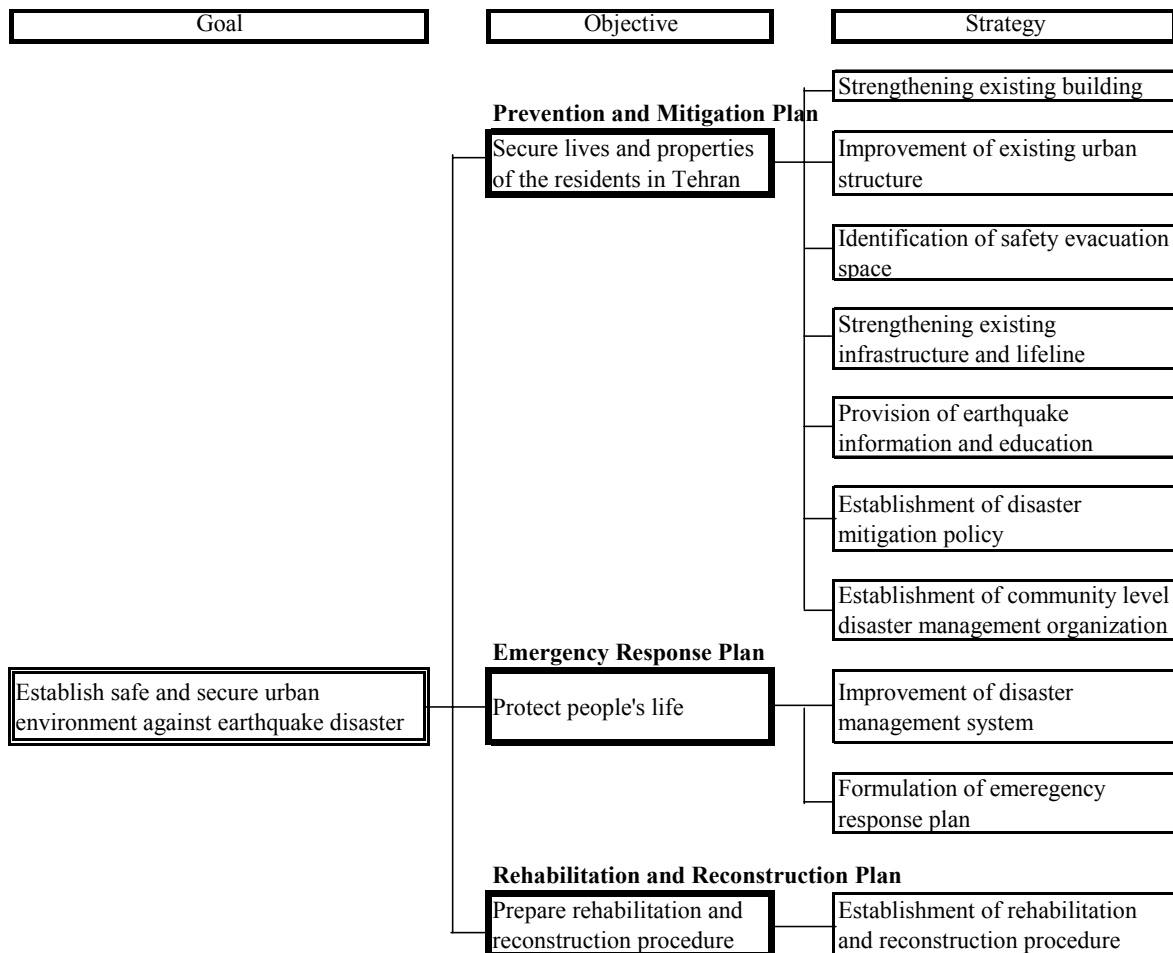 Goal
Objective
Strategy
Strengthening existing building
Prevention and Mitigation Plan
Secure lives and properties
of the residents in Tehran
Improvement of existing urban
structure
Identification of safety evacuation
space
Strengthening existing
infrastructure and lifeline
Provision of earthquake
information and education
Establishment of disaster
mitigation policy
Establishment of community level
disaster management organization
Emergency Response Plan
Establish safe and secure urban
environment against earthquake disaster
Protect people's life
Improvement of disaster
management system
Formulation of emeregency
response plan
Rehabilitation and Reconstruction Plan
Prepare rehabilitation and
reconstruction procedure
Establishment of rehabilitation
and reconstruction procedure